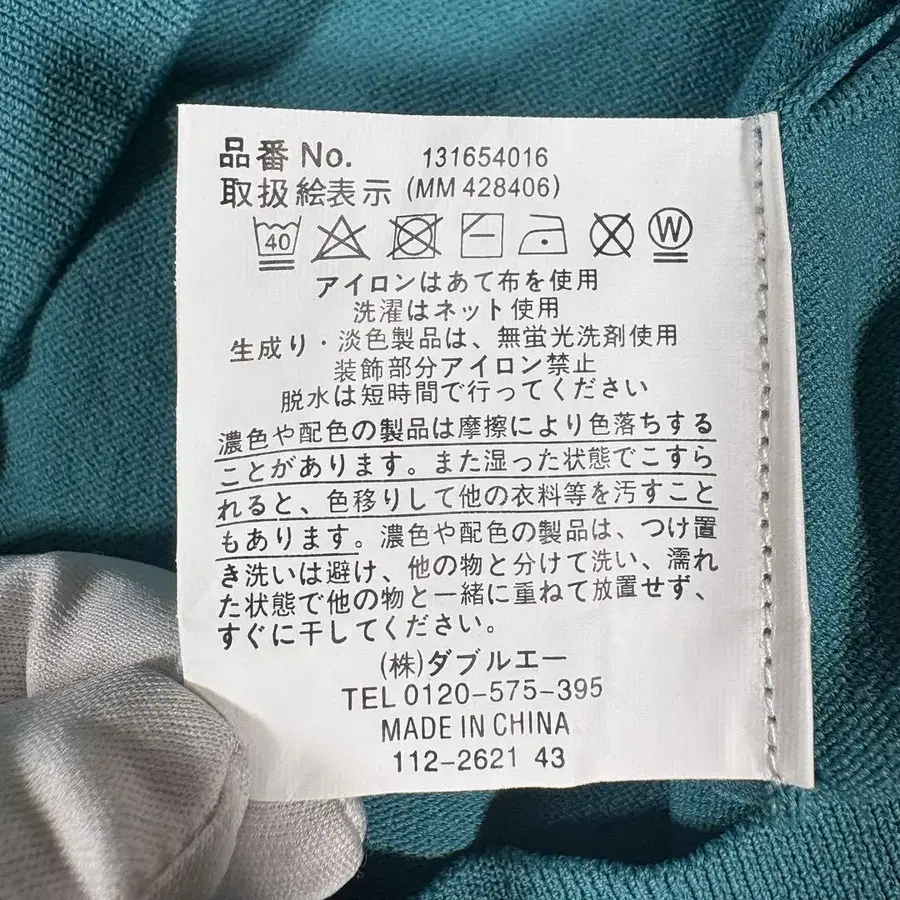 品番 No. 131654016
取扱絵表示 (MM 428406)
40 W
アイロンはあて布を使用
洗濯はネット使用
生成り・淡色製品は、無蛍光洗剤使用
装飾部分アイロン禁止
脱水は短時間で行ってください
濃色や配色の製品は摩擦により色落ちする
ことがあります。また湿った状態でこすら
れると、色移りして他の衣料等を汚すこと
もあります。濃色や配色の製品は、つけ置
き洗いは避け、他の物と分けて洗い、濡れ
た状態で他の物と一緒に重ねて放置せず、
すぐに干してください。
(株)ダブルエー
TEL 0120-575-395
MADE IN CHINA
112-2621 43